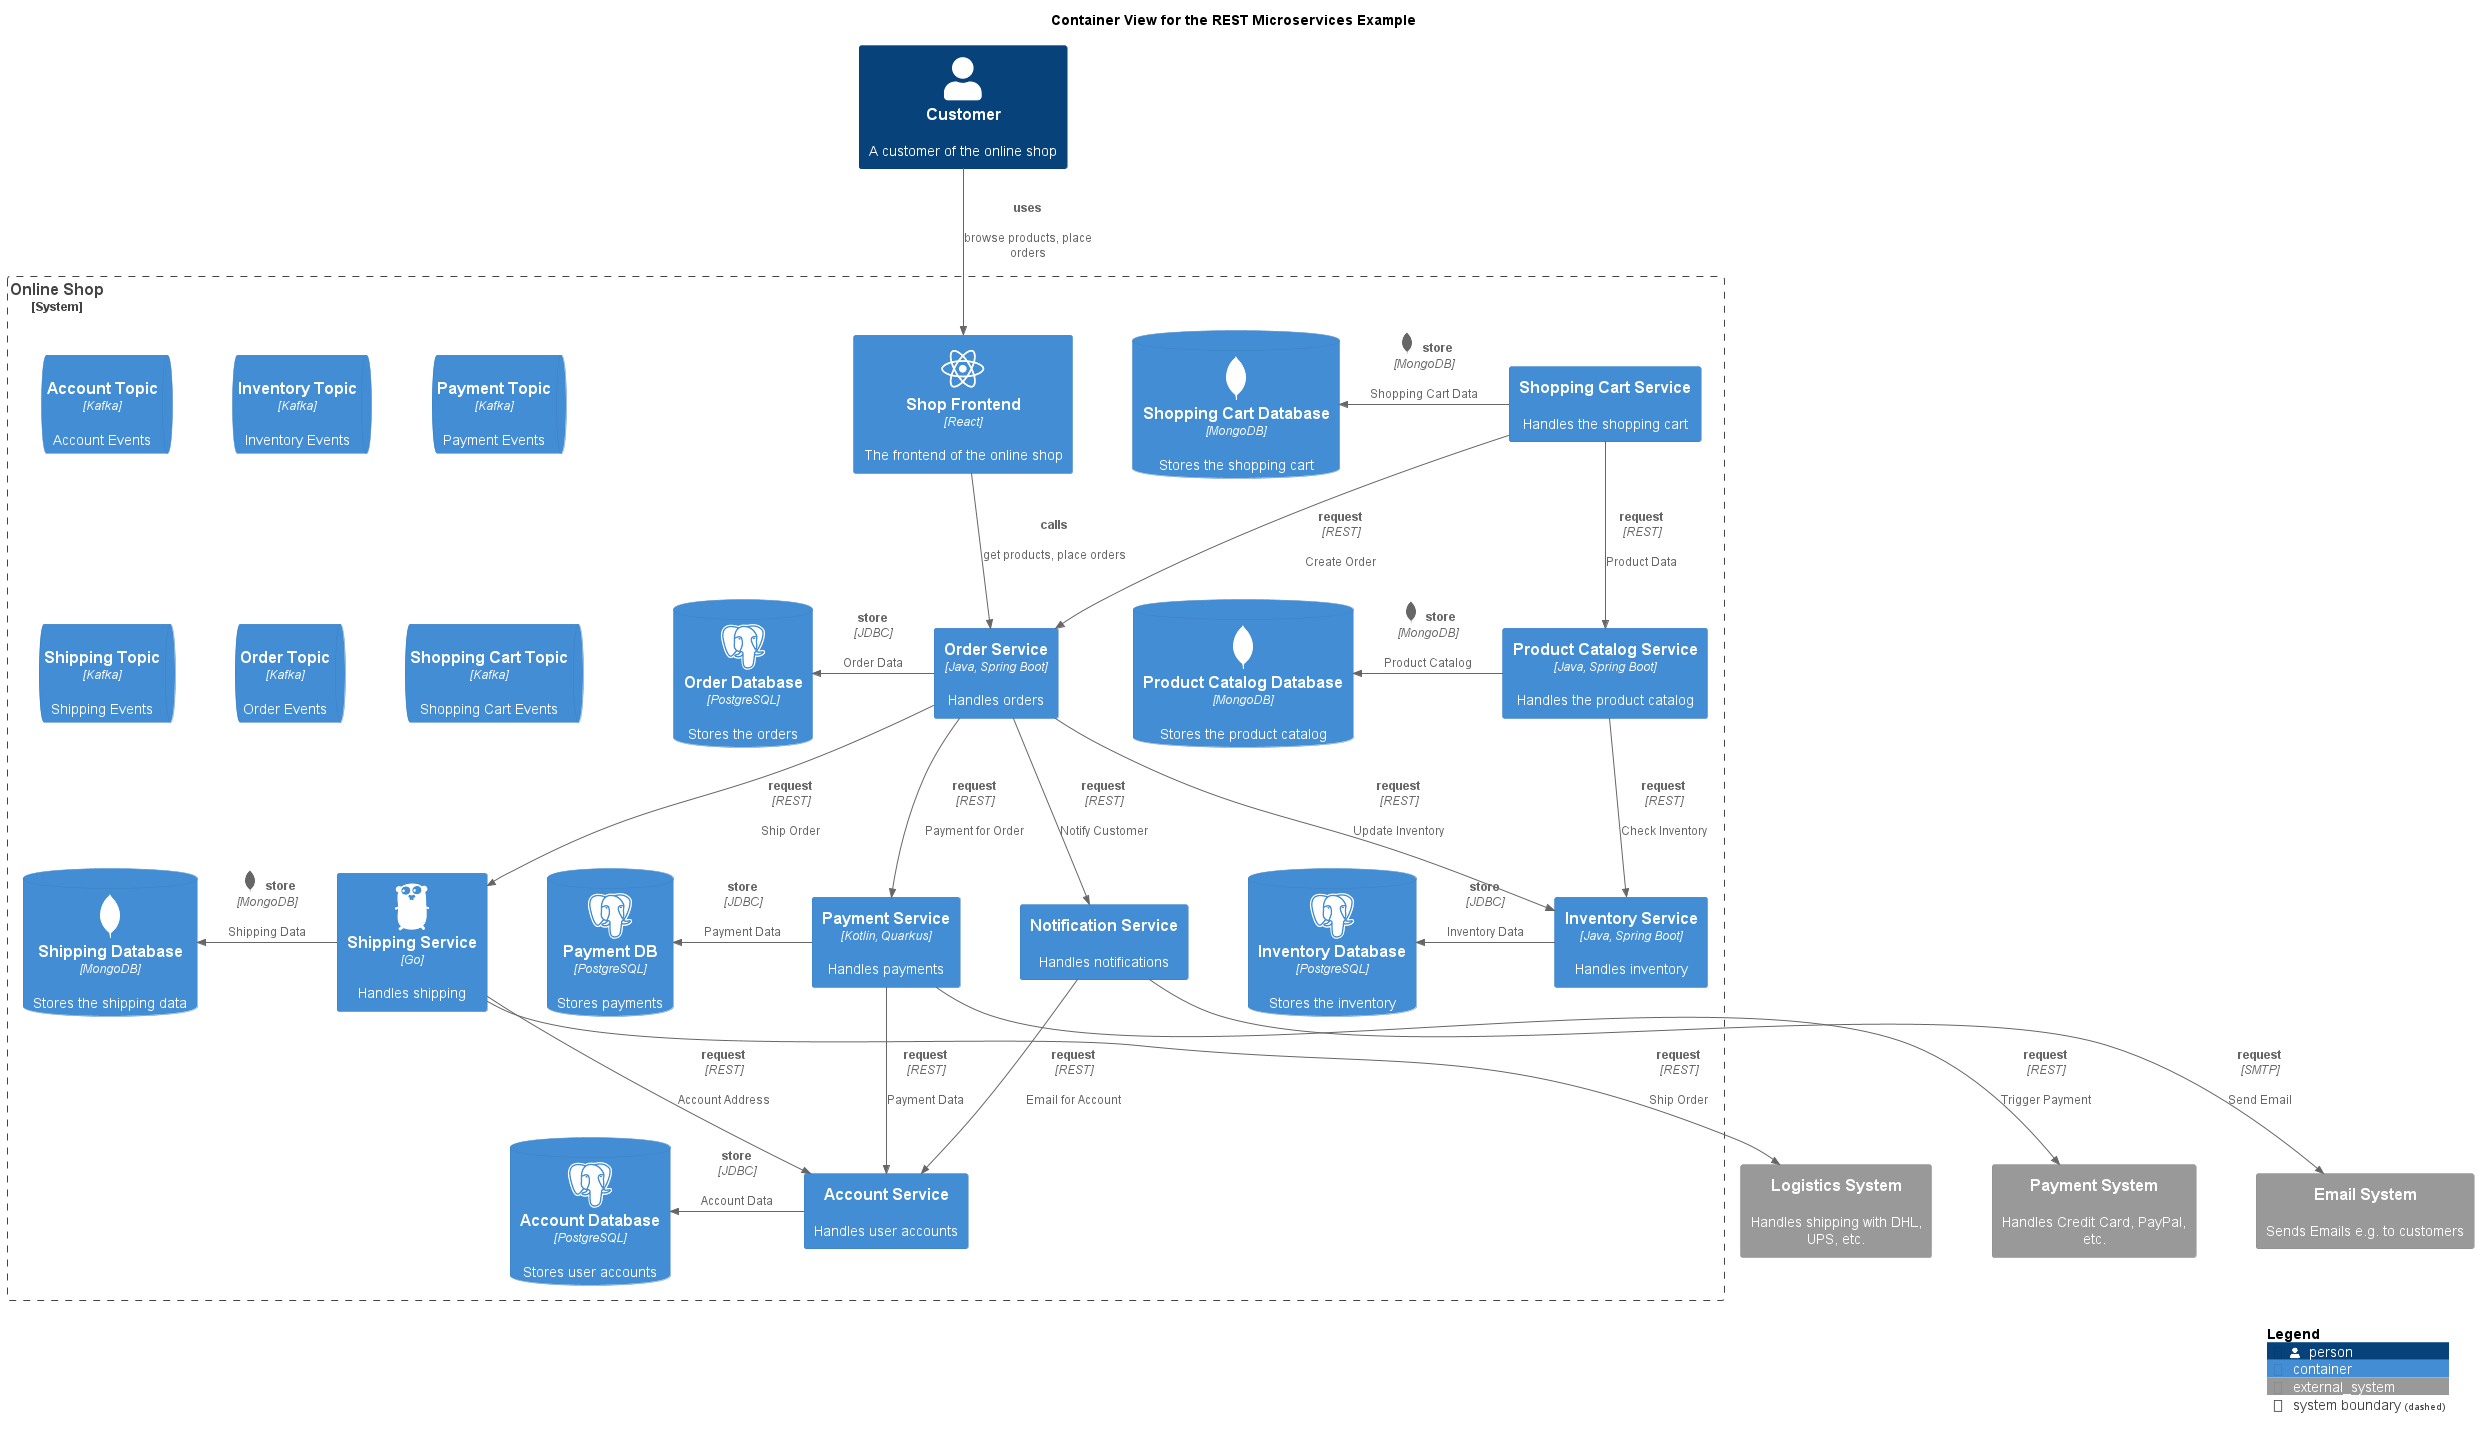 Container View for the REST Microservices Example
Customer
A customer of the online shop
uses
browse products, place
orders
Online Shop
[System]
Account Topic
[Kafka]
Account Events
Inventory Topic
[Kafka]
Inventory Events
Payment Topic
[Kafka]
Payment Events
Shop Frontend
[React]
The frontend of the online shop
Shopping Cart Database
[MongoDB]
Stores the shopping cart
store
[MongoDB]
Shopping Cart Data
Shopping Cart Service
Handles the shopping cart
calls
get products, place orders
request
[REST]
Create Order
request
[REST]
Product Data
Shipping Topic
[Kafka]
Shipping Events
Order Topic
[Kafka]
Order Events
Shopping Cart Topic
[Kafka]
Shopping Cart Events
Order Database
[PostgreSQL]
Stores the orders
store
[JDBC]
Order Data
Order Service
[Java, Spring Boot]
Handles orders
Product Catalog Database
[MongoDB]
Stores the product catalog
store
[MongoDB]
Product Catalog
Product Catalog Service
[Java, Spring Boot]
Handles the product catalog
request
[REST]
Ship Order
request
[REST]
Payment for Order
request
[REST]
Notify Customer
request
[REST]
Update Inventory
request
[REST]
Check Inventory
Shipping Database
[MongoDB]
Stores the shipping data
store
[MongoDB]
Shipping Data
Shipping Service
[Go]
Handles shipping
Payment DB
[PostgreSQL]
Stores payments
store
[JDBC]
Payment Data
Payment Service
[Kotlin, Quarkus]
Handles payments
Notification Service
Handles notifications
Inventory Database
[PostgreSQL]
Stores the inventory
store
[JDBC]
Inventory Data
Inventory Service
[Java, Spring Boot]
Handles inventory
request
[REST]
Account Address
request
[REST]
Payment Data
request
[REST]
Email for Account
request
[REST]
Ship Order
request
[REST]
Trigger Payment
request
[SMTP]
Send Email
Account Database
[PostgreSQL]
Stores user accounts
store
[JDBC]
Account Data
Account Service
Handles user accounts
Logistics System
Handles shipping with DHL,
UPS, etc.
Payment System
Handles Credit Card, PayPal,
etc.
Email System
Sends Emails e.g. to customers
Legend
person
container
external_system
system boundary (dashed)